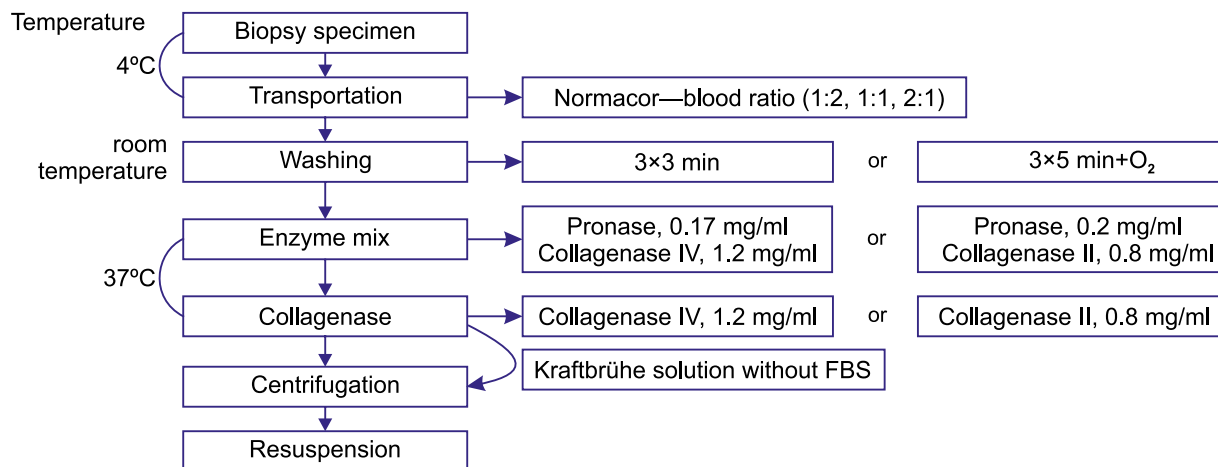 Temperature
Biopsy specimen
4ºC
Transportation
Normacor—blood ratio (1:2, 1:1, 2:1)
room
temperature
Washing
3×3 min
or
3×5 min+O₂
Enzyme mix
Pronase, 0.17 mg/ml
Collagenase IV, 1.2 mg/ml
or
Pronase, 0.2 mg/ml
Collagenase II, 0.8 mg/ml
37ºC
Collagenase
Collagenase IV, 1.2 mg/ml
or
Collagenase II, 0.8 mg/ml
Kraftbrühe solution without FBS
Centrifugation
Resuspension